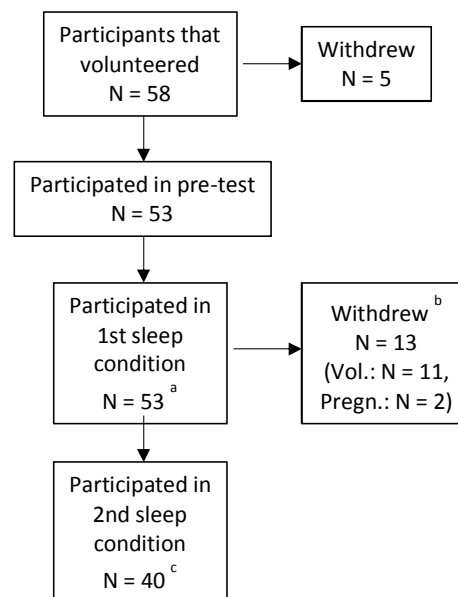 Participants that
volunteered
N = 58
Withdrew
N = 5
Participated in pre-test
N = 53
Participated in
1st sleep
condition
N = 53 a
Withdrew b
N = 13
(Vol.: N = 11,
Pregn.: N = 2)
Participated in
2nd sleep
condition
N = 40 c